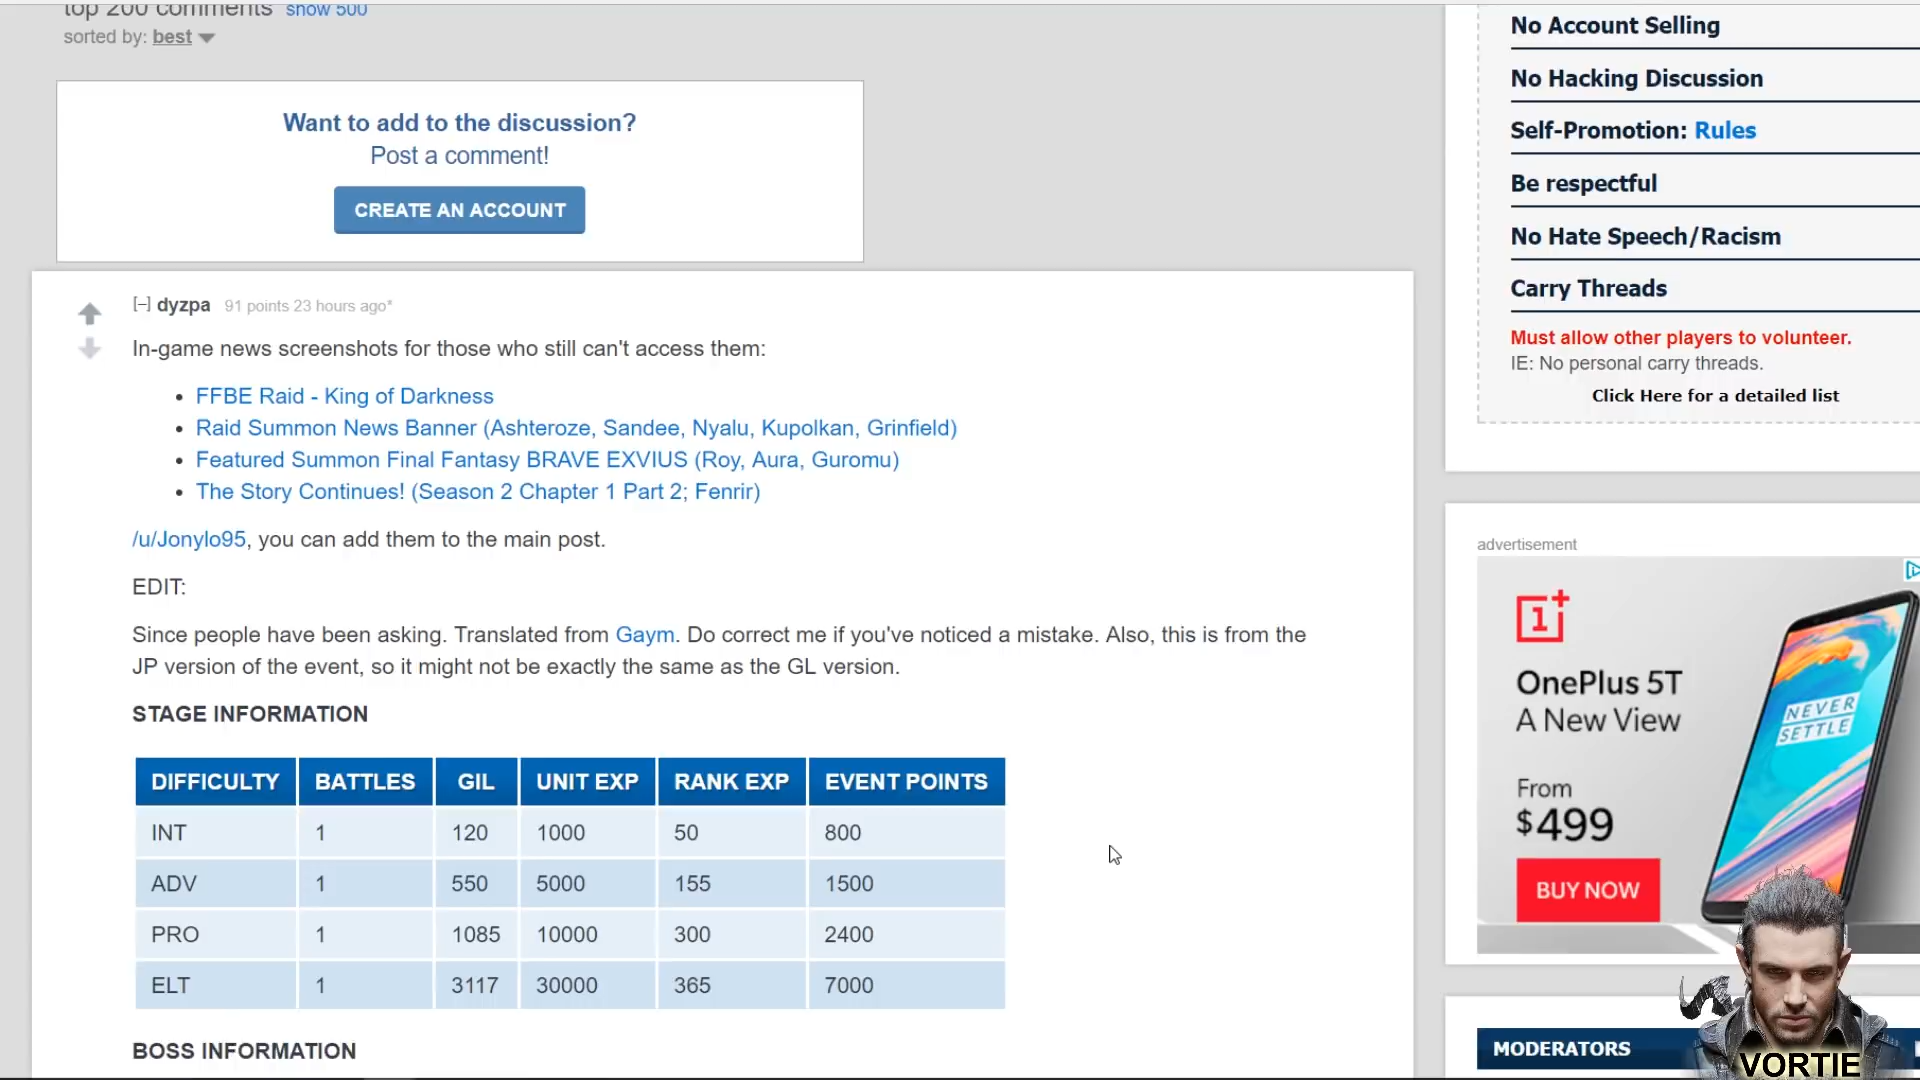 top 200 comments show 500
sorted by: best
Want to add to the discussion?
Post a comment!
CREATE AN ACCOUNT
[–] dyzpa 91 points 23 hours ago*
In-game news screenshots for those who still can't access them:
• FFBE Raid - King of Darkness
• Raid Summon News Banner (Ashteroze, Sandee, Nyalu, Kupolkan, Grinfield)
• Featured Summon Final Fantasy BRAVE EXVIUS (Roy, Aura, Guromu)
• The Story Continues! (Season 2 Chapter 1 Part 2; Fenrir)
/u/Jonylo95, you can add them to the main post.
EDIT:
Since people have been asking. Translated from Gaym. Do correct me if you've noticed a mistake. Also, this is from the
JP version of the event, so it might not be exactly the same as the GL version.
STAGE INFORMATION
DIFFICULTY BATTLES GIL UNIT EXP RANK EXP EVENT POINTS
INT 1 120 1000 50 800
ADV 1 550 5000 155 1500
PRO 1 1085 10000 300 2400
ELT 1 3117 30000 365 7000
BOSS INFORMATION
No Account Selling
No Hacking Discussion
Self-Promotion: Rules
Be respectful
No Hate Speech/Racism
Carry Threads
Must allow other players to volunteer.
IE: No personal carry threads.
Click Here for a detailed list
advertisement
1+
OnePlus 5T
A New View
NEVER
SETTLE
From
$499
BUY NOW
MODERATORS
VORTIE